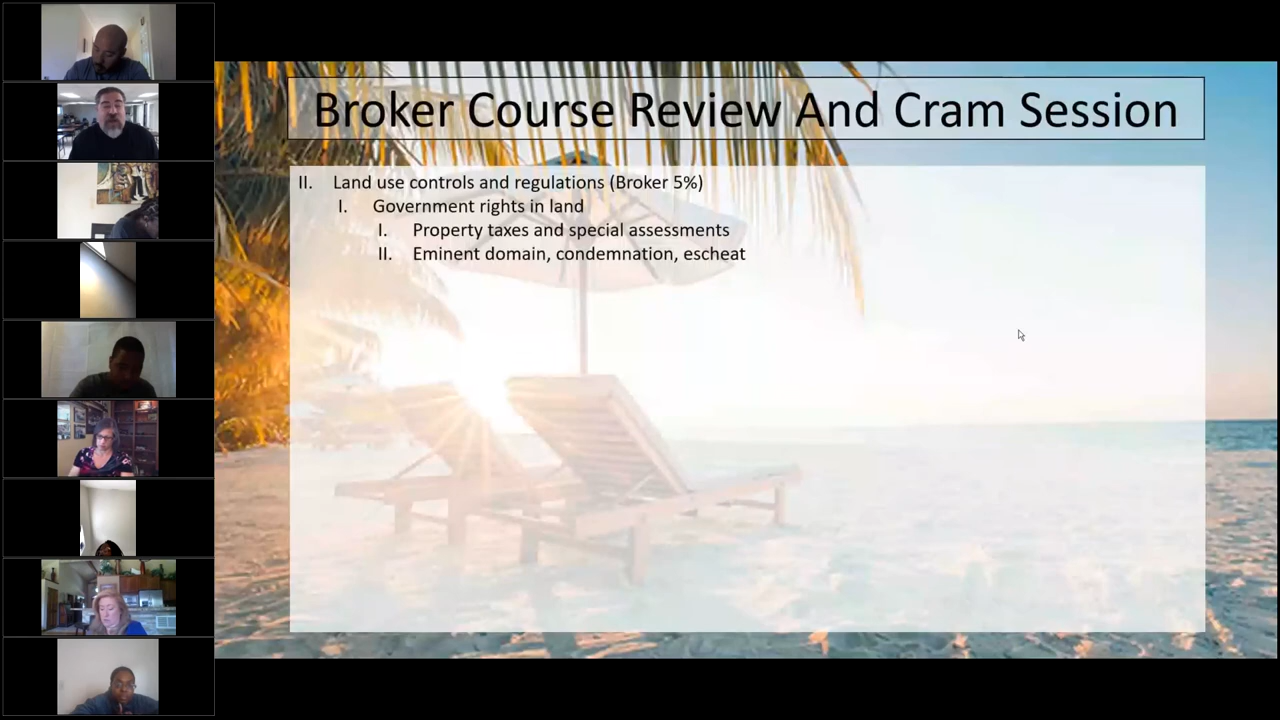 Broker Course Review And Cram Session
II. Land use controls and regulations (Broker 5%)
I. Government rights in land
I. Property taxes and special assessments
II. Eminent domain, condemnation, escheat